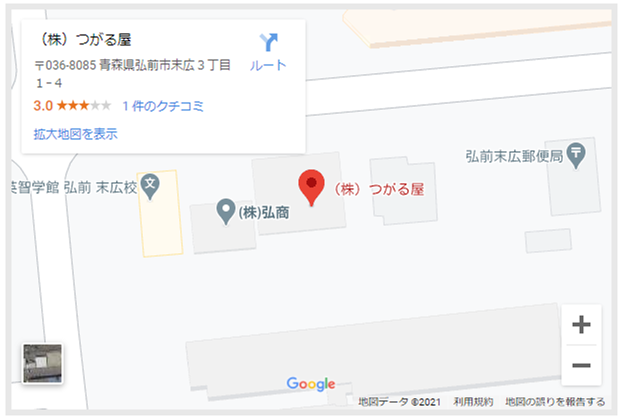 （株）つがる屋
〒036-8085 青森県弘前市末広３丁目
１−４
ルート
3.0 ★★★★★ 1 件のクチコミ
拡大地図を表示
弘前末広郵便局
英智学館 弘前 末広校
（株）つがる屋
(株)弘商
+
−
Google
地図データ ©2021 利用規約 地図の誤りを報告する